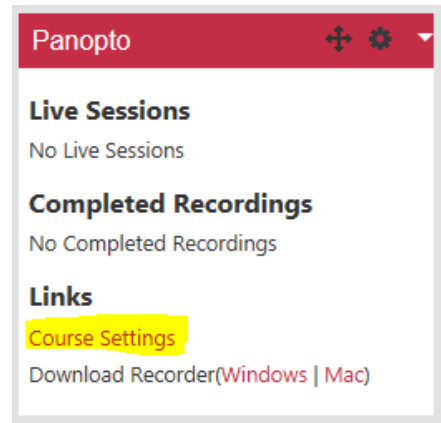 Panopto
Live Sessions
No Live Sessions
Completed Recordings
No Completed Recordings
Links
Course Settings
Download Recorder(Windows | Mac)